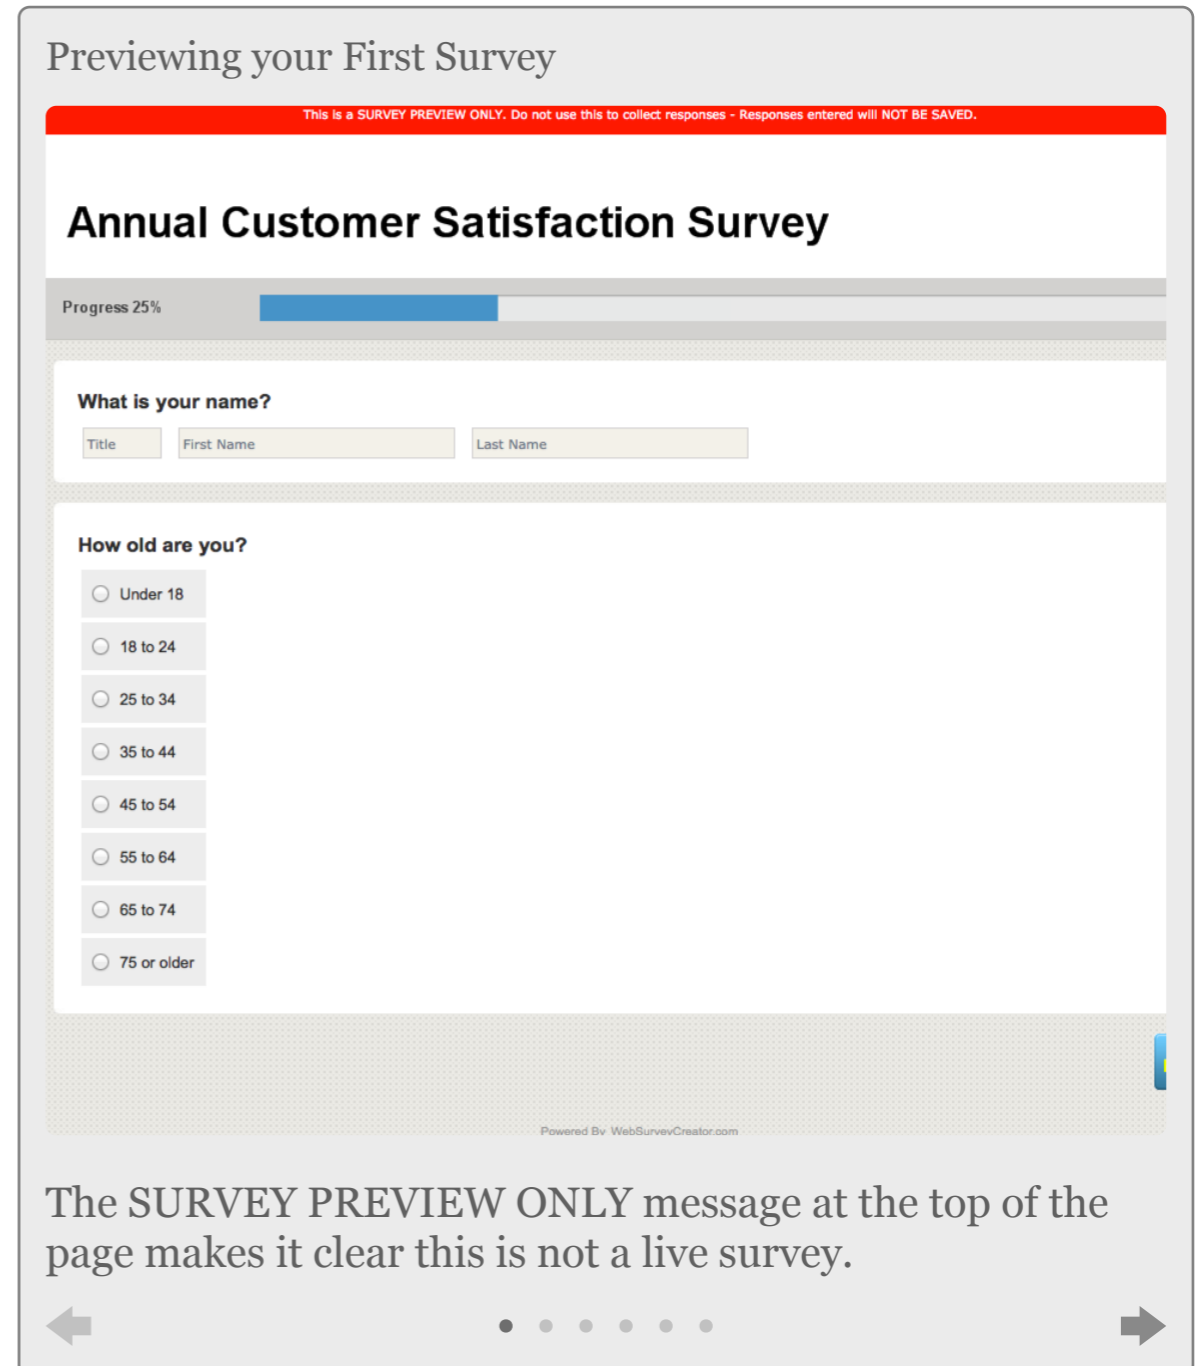 Previewing your First Survey
This is a SURVEY PREVIEW ONLY. Do not use this to collect responses - Responses entered will NOT BE SAVED.
Annual Customer Satisfaction Survey
Progress 25%
What is your name?
Title First Name Last Name
How old are you?
Under 18
18 to 24
25 to 34
35 to 44
45 to 54
55 to 64
65 to 74
75 or older
Powered By WebSurveyCreator.com
The SURVEY PREVIEW ONLY message at the top of the
page makes it clear this is not a live survey.